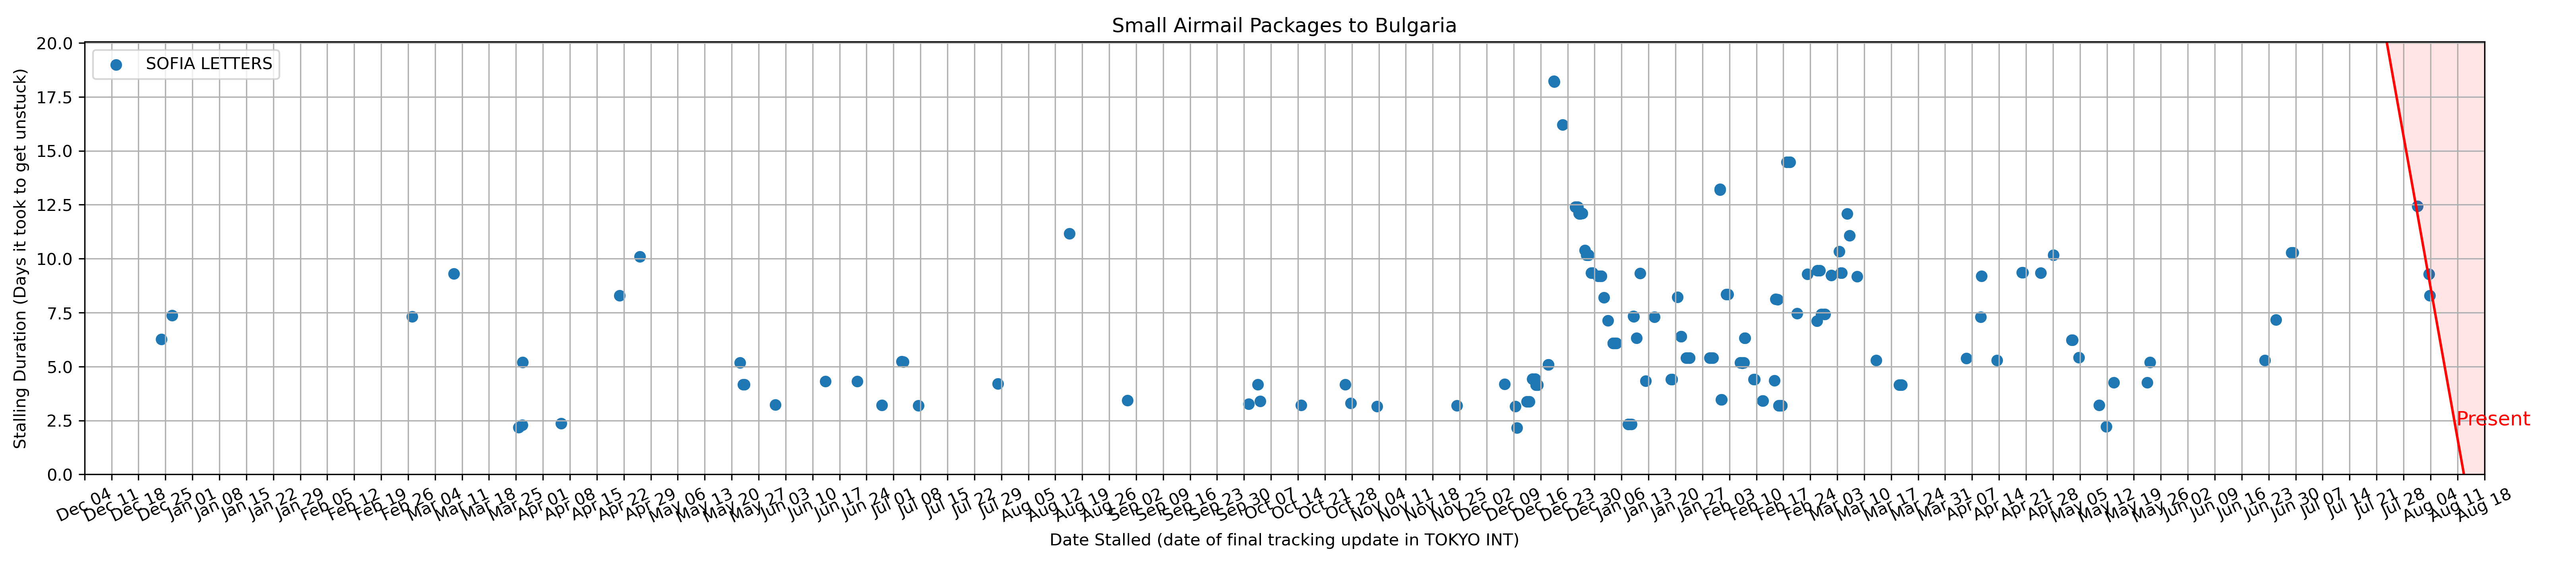 Small Airmail Packages to Bulgaria
SOFIA LETTERS
Stalling Duration (Days it took to get unstuck)
20.0
17.5
15.0
12.5
10.0
7.5
5.0
2.5
0.0
Present
Dec 04 Dec 11 Dec 18 Dec 25 Jan 01 Jan 08 Jan 15 Jan 22 Jan 29 Feb 05 Feb 12 Feb 19 Feb 26 Mar 04 Mar 11 Mar 18 Mar 25 Apr 01 Apr 08 Apr 15 Apr 22 Apr 29 May 06 May 13 May 20 May 27 Jun 03 Jun 10 Jun 17 Jun 24 Jul 01 Jul 08 Jul 15 Jul 22 Jul 29 Aug 05 Aug 12 Aug 19 Aug 26 Sep 02 Sep 09 Sep 16 Sep 23 Sep 30 Oct 07 Oct 14 Oct 21 Oct 28 Nov 04 Nov 11 Nov 18 Nov 25 Dec 02 Dec 09 Dec 16 Dec 23 Dec 30 Jan 06 Jan 13 Jan 20 Jan 27 Feb 03 Feb 10 Feb 17 Feb 24 Mar 03 Mar 10 Mar 17 Mar 24 Mar 31 Apr 07 Apr 14 Apr 21 Apr 28 May 05 May 12 May 19 May 26 Jun 02 Jun 09 Jun 16 Jun 23 Jun 30 Jul 07 Jul 14 Jul 21 Jul 28 Aug 04 Aug 11 Aug 18
Date Stalled (date of final tracking update in TOKYO INT)